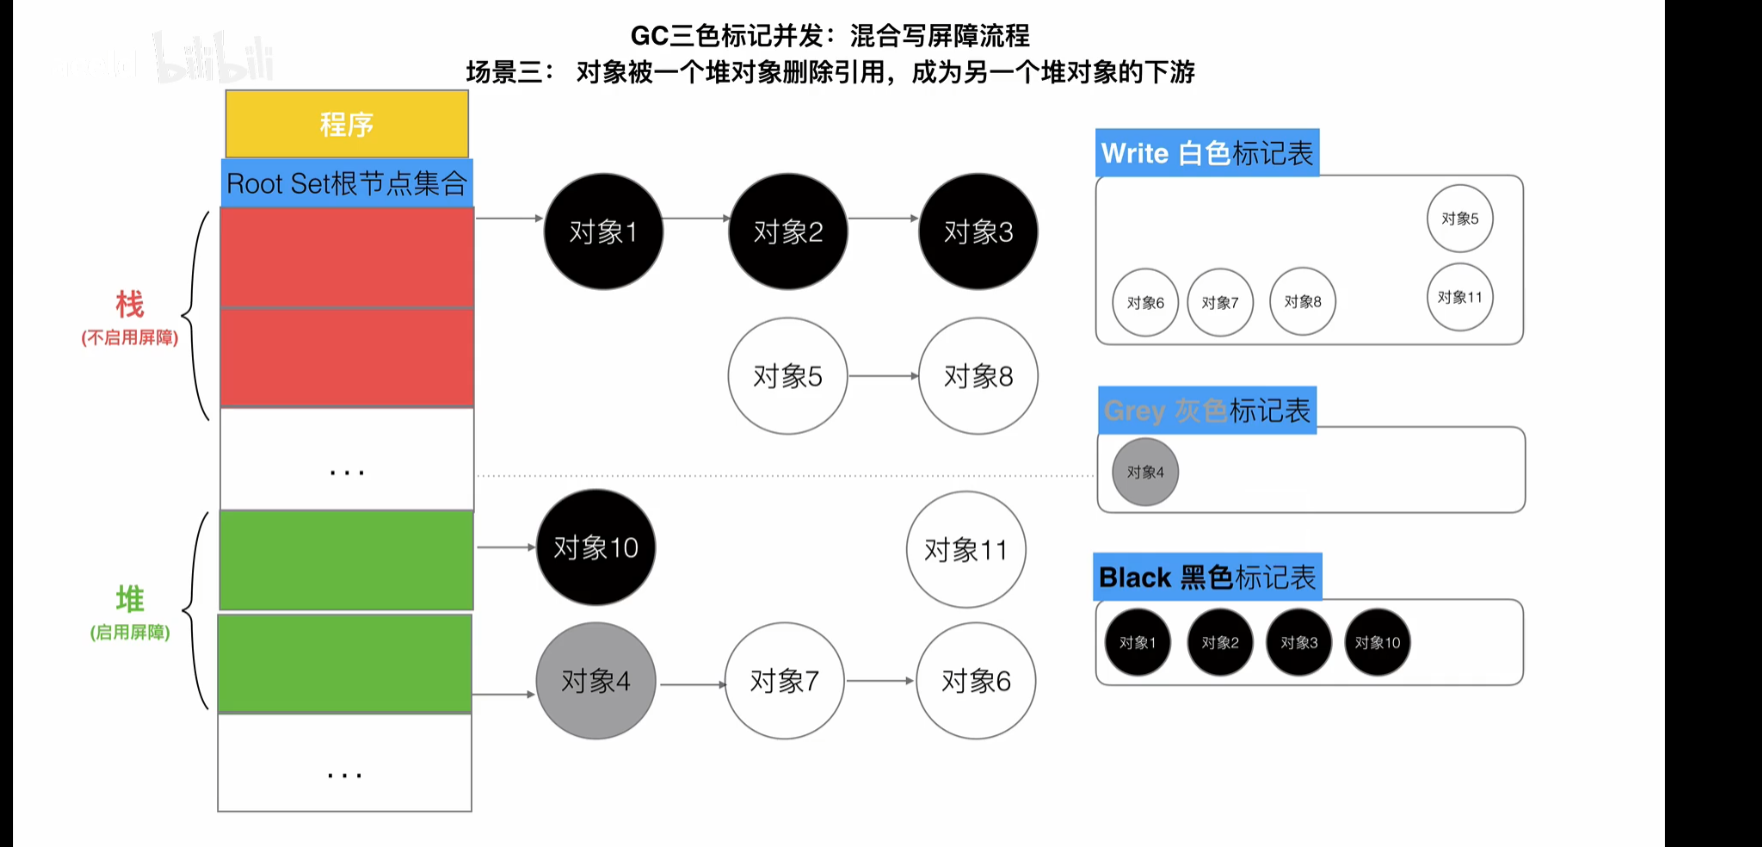 GC三色标记并发：混合写屏障流程
场景三： 对象被一个堆对象删除引用，成为另一个堆对象的下游
bilibili
程序
Root Set根节点集合
栈
(不启用屏障)
...
堆
(启用屏障)
...
对象1
对象2
对象3
对象5
对象8
对象10
对象11
对象4
对象7
对象6
Write 白色标记表
对象5
对象6
对象7
对象8
对象11
Grey 灰色标记表
对象4
Black 黑色标记表
对象1
对象2
对象3
对象10